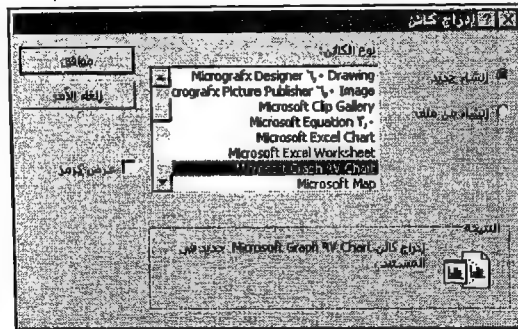 إدراج كائن
نوع الكائن:
إنشاء جديد
إنشاء من ملف
Micrografx Designer ٦,٠ Drawing
crografx Picture Publisher ٦,٠ Image
Microsoft Clip Gallery
Microsoft Equation ٣,٠
Microsoft Excel Chart
Microsoft Excel Worksheet
Microsoft Graph ٩٧ Chart
Microsoft Map
موافق
إلغاء الأمر
عرض كرمز
النتيجة
إدراج كائن Microsoft Graph ٩٧ Chart جديد في
المستند.